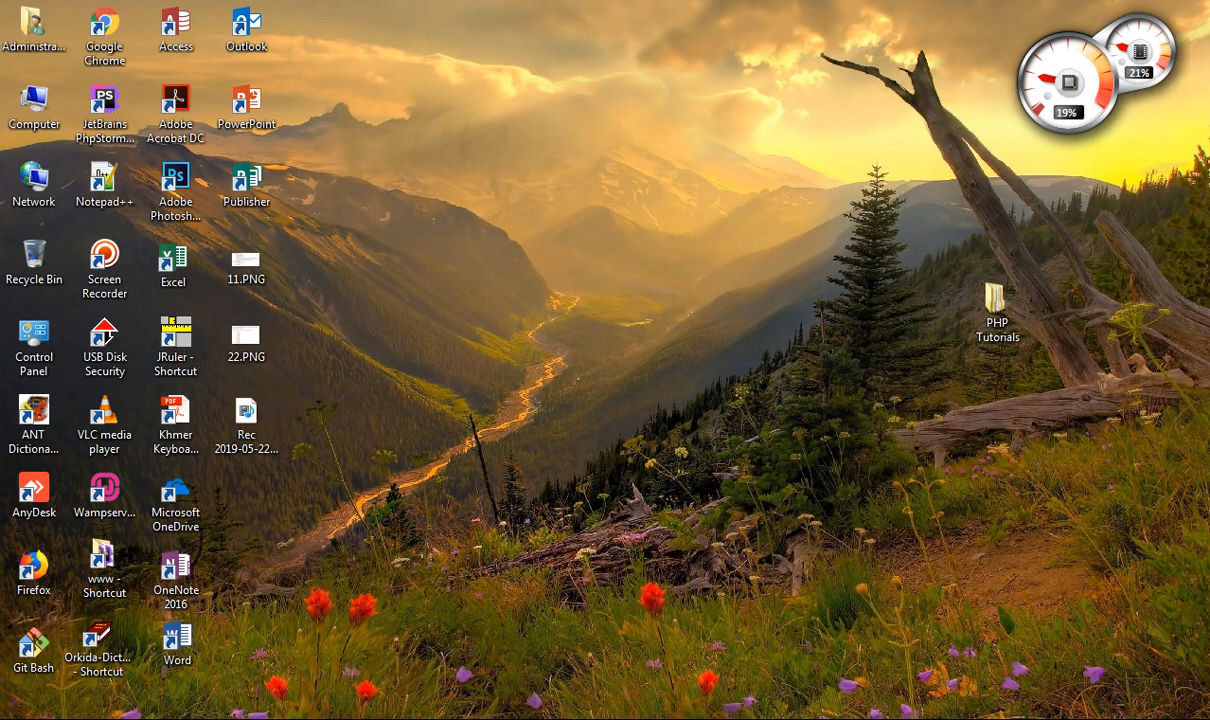 Administra...
Computer
Network
Recycle Bin
Control
Panel
ANT
Dictiona...
AnyDesk
Firefox
Git Bash
Google
Chrome
PS
JetBrains
PhpStorm...
Notepad++
Screen
Recorder
USB Disk
Security
VLC media
player
Wampserv...
www -
Shortcut
Orkida-Dict...
- Shortcut
Access
Adobe
Acrobat DC
Ps
Adobe
Photosh...
Excel
JRuler -
Shortcut
PDF
Khmer
Keyboa...
Microsoft
OneDrive
OneNote
2016
Word
Outlook
PowerPoint
Publisher
11.PNG
22.PNG
Rec
2019-05-22...
PHP
Tutorials
21%
19%